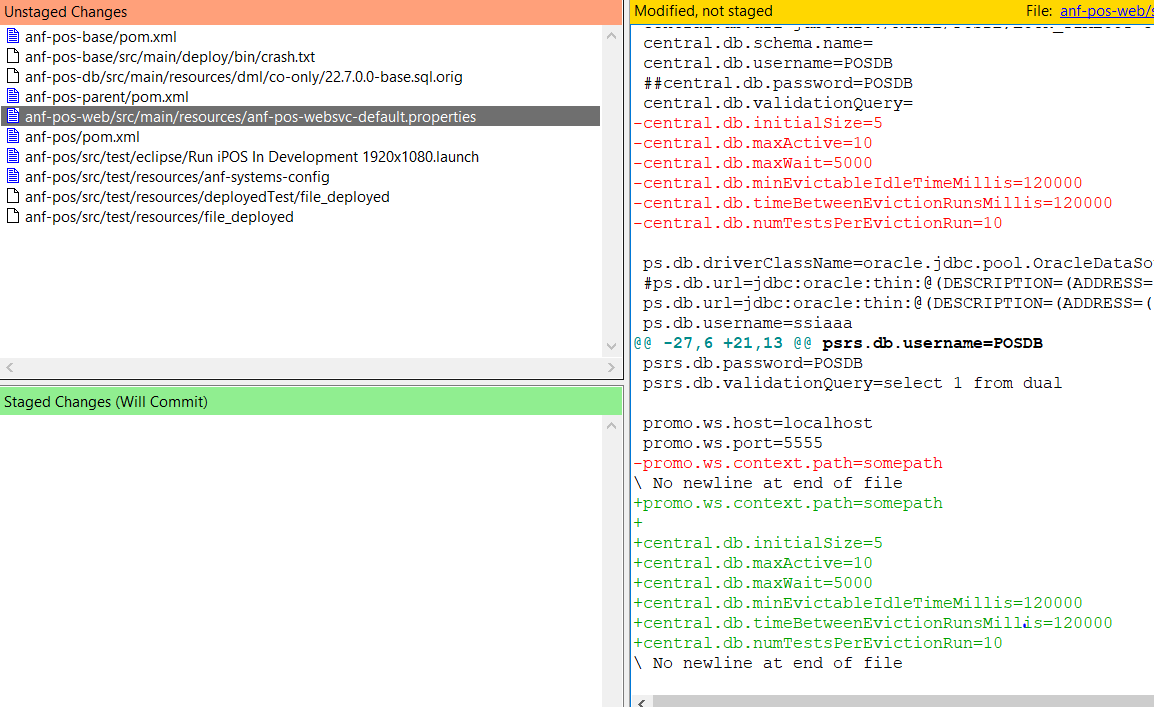 Unstaged Changes
anf-pos-base/pom.xml
anf-pos-base/src/main/deploy/bin/crash.txt
anf-pos-db/src/main/resources/dml/co-only/22.7.0.0-base.sql.orig
anf-pos-parent/pom.xml
anf-pos-web/src/main/resources/anf-pos-websvc-default.properties
anf-pos/pom.xml
anf-pos/src/test/eclipse/Run iPOS In Development 1920x1080.launch
anf-pos/src/test/resources/anf-systems-config
anf-pos/src/test/resources/deployedTest/file_deployed
anf-pos/src/test/resources/file_deployed
Staged Changes (Will Commit)
Modified, not staged File: anf-pos-web/s
central.db.schema.name=
central.db.username=POSDB
##central.db.password=POSDB
central.db.validationQuery=
-central.db.initialSize=5
-central.db.maxActive=10
-central.db.maxWait=5000
-central.db.minEvictableIdleTimeMillis=120000
-central.db.timeBetweenEvictionRunsMillis=120000
-central.db.numTestsPerEvictionRun=10
ps.db.driverClassName=oracle.jdbc.pool.OracleDataSo
#ps.db.url=jdbc:oracle:thin:@(DESCRIPTION=(ADDRESS=
ps.db.url=jdbc:oracle:thin:@(DESCRIPTION=(ADDRESS=(
ps.db.username=ssiaaa
@@ -27,6 +21,13 @@ psrs.db.username=POSDB
psrs.db.password=POSDB
psrs.db.validationQuery=select 1 from dual
promo.ws.host=localhost
promo.ws.port=5555
-promo.ws.context.path=somepath
\ No newline at end of file
+promo.ws.context.path=somepath
+
+central.db.initialSize=5
+central.db.maxActive=10
+central.db.maxWait=5000
+central.db.minEvictableIdleTimeMillis=120000
+central.db.timeBetweenEvictionRunsMillis=120000
+central.db.numTestsPerEvictionRun=10
\ No newline at end of file